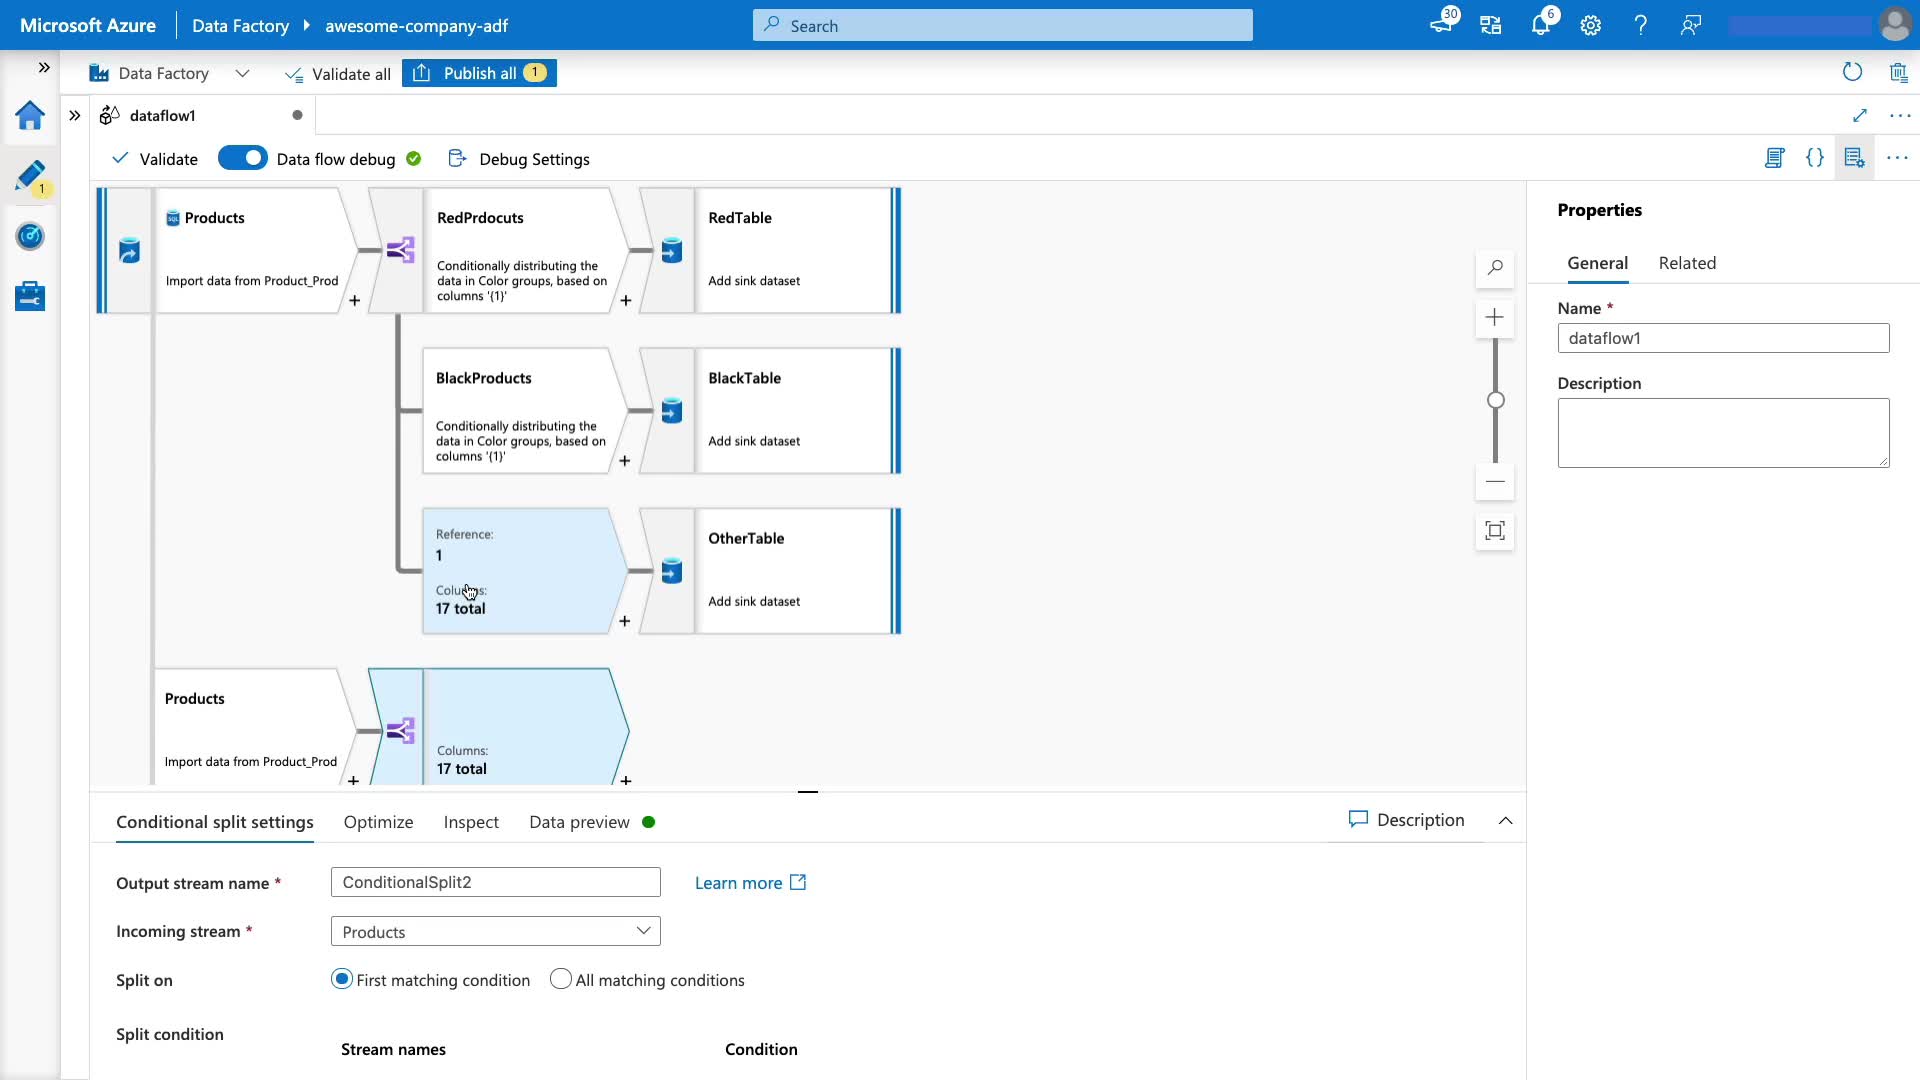 Microsoft Azure
Data Factory
awesome-company-adf
Search
30
6
Data Factory
Validate all
Publish all
1
dataflow1
1
Validate
Data flow debug
Debug Settings
Products
Import data from Product_Prod
RedPrdocuts
Conditionally distributing the
data in Color groups, based on
columns '{1}'
RedTable
Add sink dataset
BlackProducts
Conditionally distributing the
data in Color groups, based on
columns '{1}'
BlackTable
Add sink dataset
Reference:
1
Columns:
17 total
OtherTable
Add sink dataset
Products
Import data from Product_Prod
Columns:
17 total
Properties
General
Related
Name *
dataflow1
Description
Conditional split settings
Optimize
Inspect
Data preview
Description
Output stream name *
ConditionalSplit2
Learn more
Incoming stream *
Products
Split on
First matching condition
All matching conditions
Split condition
Stream names
Condition